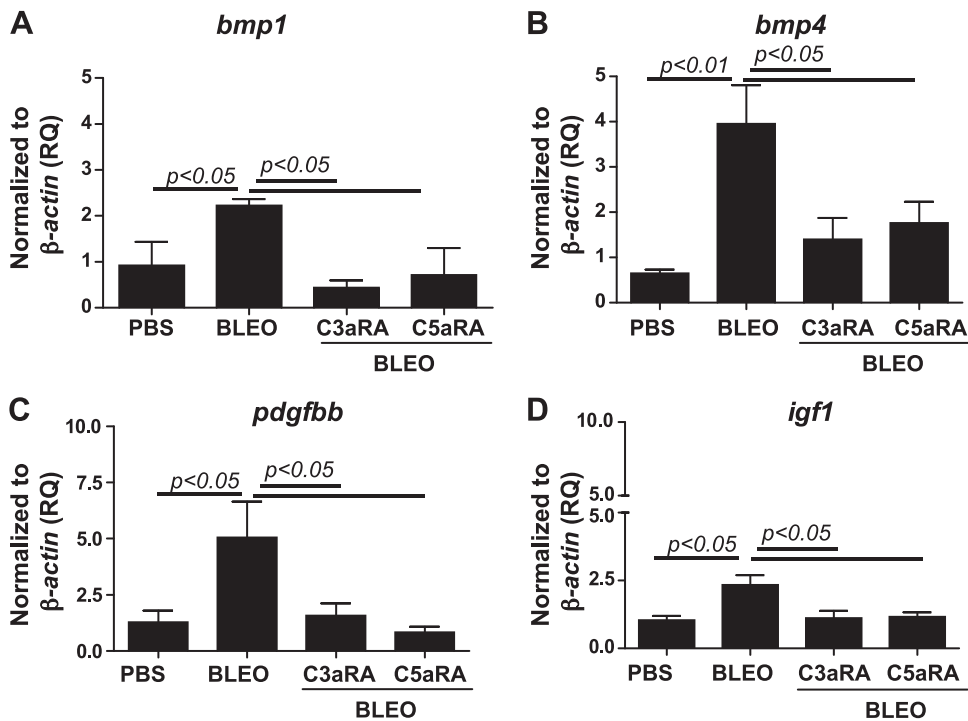 A bmp1
Normalized to
β-actin (RQ)
5
4
3
2
1
0
p<0.05
p<0.05
PBS BLEO C3aRA C5aRA
BLEO
B bmp4
Normalized to
β-actin (RQ)
5
4
3
2
1
0
p<0.01
p<0.05
PBS BLEO C3aRA C5aRA
BLEO
C pdgfbb
Normalized to
β-actin (RQ)
10.0
7.5
5.0
2.5
0.0
p<0.05
p<0.05
PBS BLEO C3aRA C5aRA
BLEO
D igf1
Normalized to
β-actin (RQ)
10.0
5.0
5.0
2.5
0.0
p<0.05
p<0.05
PBS BLEO C3aRA C5aRA
BLEO